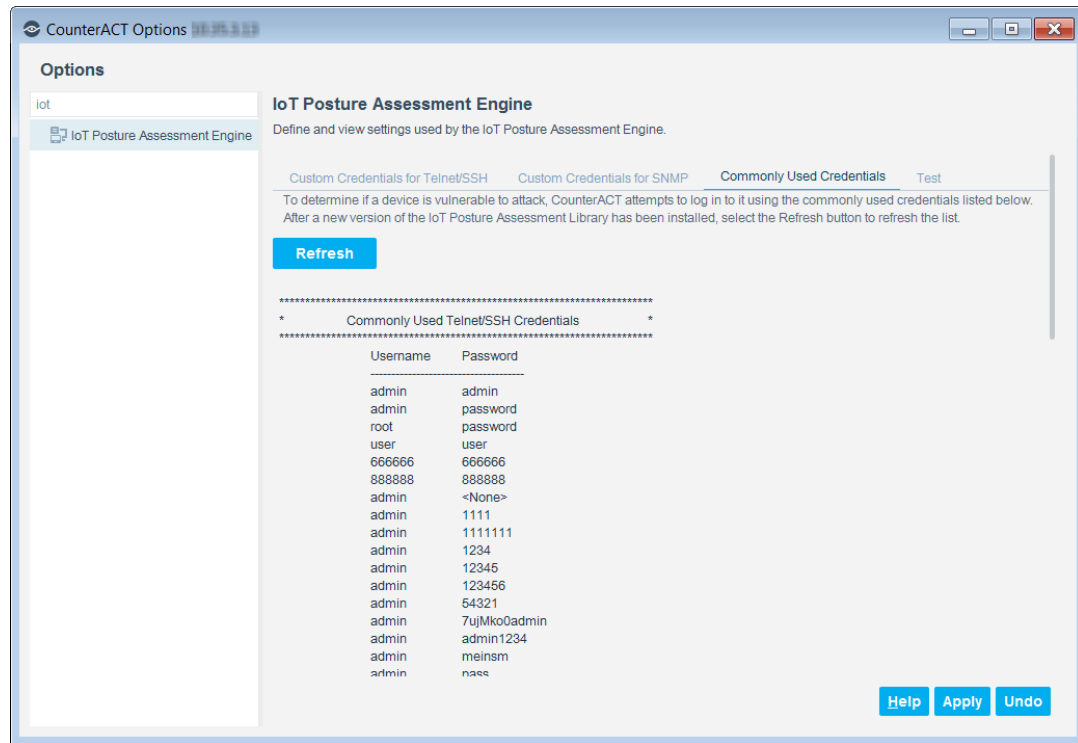 CounterACT Options
Options
iot
IoT Posture Assessment Engine
IoT Posture Assessment Engine
Define and view settings used by the IoT Posture Assessment Engine.
Custom Credentials for Telnet/SSH Custom Credentials for SNMP Commonly Used Credentials Test
To determine if a device is vulnerable to attack, CounterACT attempts to log in to it using the commonly used credentials listed below.
After a new version of the IoT Posture Assessment Library has been installed, select the Refresh button to refresh the list.
Refresh
************************************************************************
* Commonly Used Telnet/SSH Credentials *
************************************************************************
Username Password
--------------------------------------
admin admin
admin password
root password
user user
666666 666666
888888 888888
admin <None>
admin 1111
admin 1111111
admin 1234
admin 12345
admin 123456
admin 54321
admin 7ujMko0admin
admin admin1234
admin meinsm
admin pass
Help Apply Undo